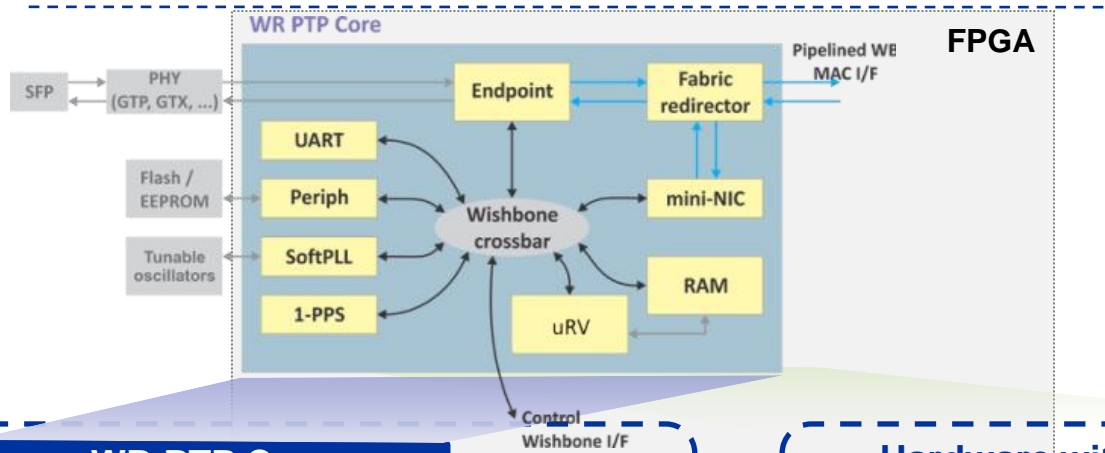 WR PTP Core
FPGA
Pipelined WB
MAC I/F
SFP
PHY
(GTP, GTX, ...)
Endpoint
Fabric
redirector
UART
Flash /
EEPROM
Periph
mini-NIC
Wishbone
crossbar
Tunable
oscillators
SoftPLL
RAM
1-PPS
uRV
Control
Wishbone I/F